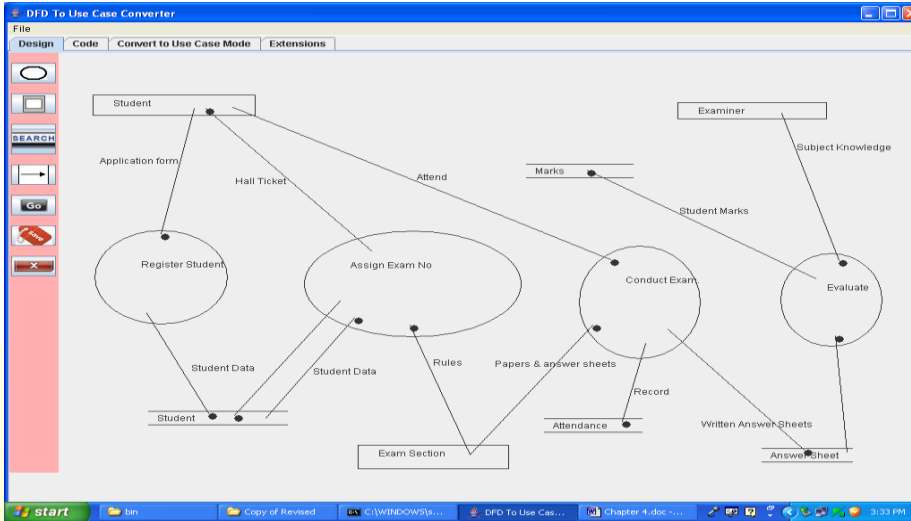 DFD To Use Case Converter
File
Design Code Convert to Use Case Mode Extensions
Student
Examiner
SEARCH
Application form
Hall Ticket
Attend
Marks
Subject Knowledge
Student Marks
Go
save
Register Student
Assign Exam No
Conduct Exam
Evaluate
Student Data
Student Data
Rules
Papers & answer sheets
Record
Student
Attendance
Written Answer Sheets
Exam Section
Answer Sheet
start
bin
Copy of Revised
C:\WINDOWS\s...
DFD To Use Cas...
Chapter 4.doc -...
3:33 PM